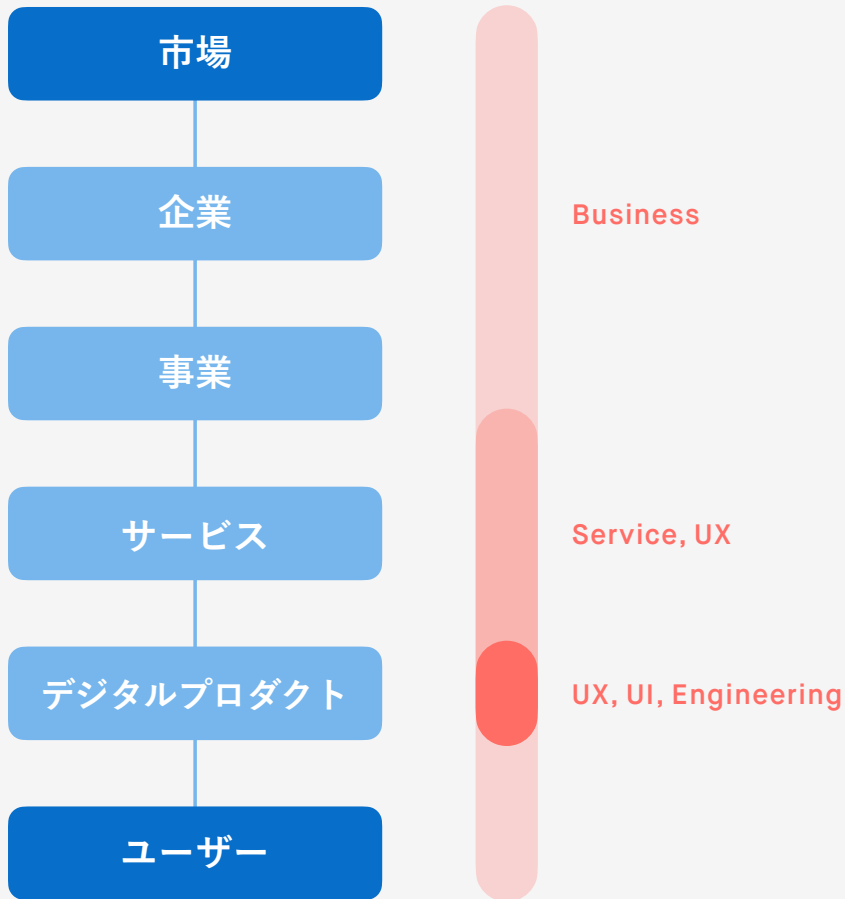 市場
企業
Business
事業
サービス
Service, UX
デジタルプロダクト
UX, UI, Engineering
ユーザー